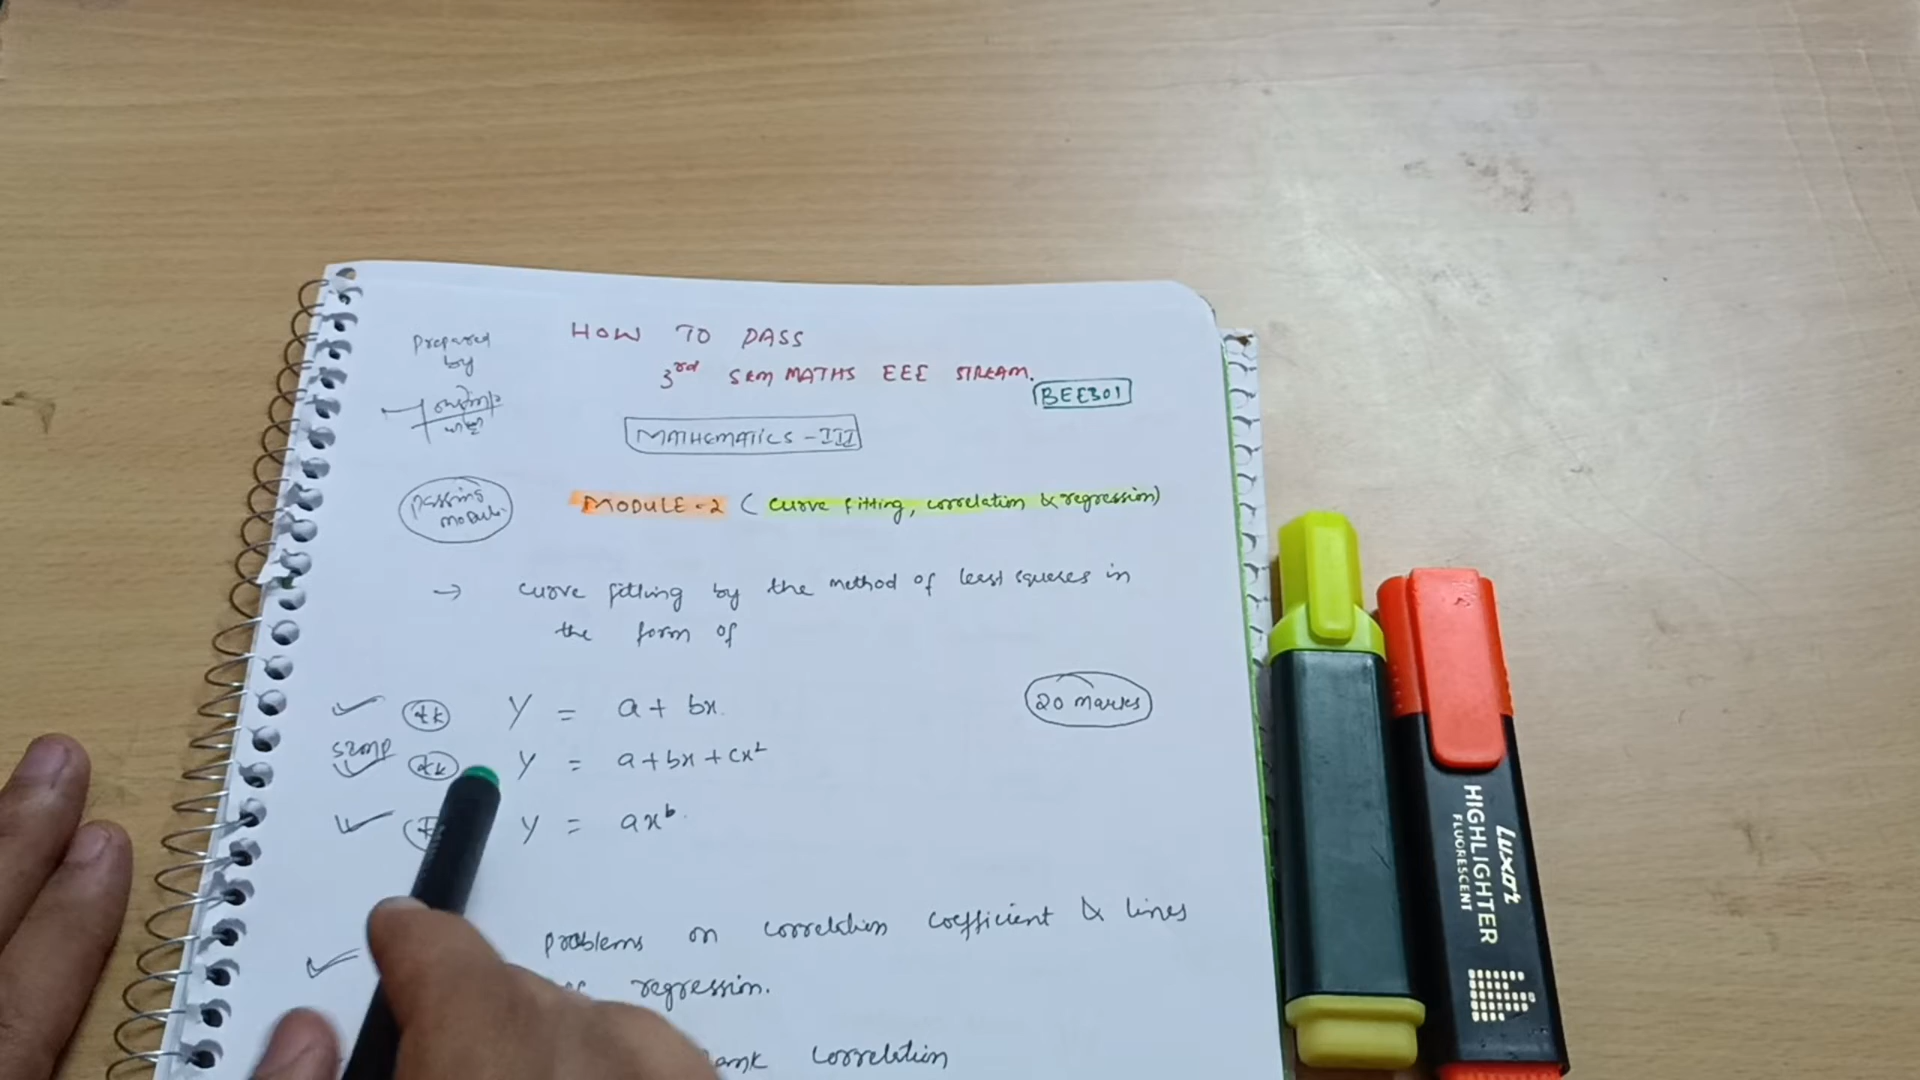 HOW TO PASS
3rd SEM MATHS EEE STREAM.
BEE301
Prepared
by
MATHEMATICS - III
passing
module
MODULE - 2 ( curve fitting, correlation & regression)
→ curve fitting by the method of least squares in
the form of
20 marks
Y = a + bx
Y = a + bx + cx²
Y = axᵇ
problems on correlation coefficient & lines
regression.
correlation
Luxor
HIGHLIGHTER
FLUORESCENT